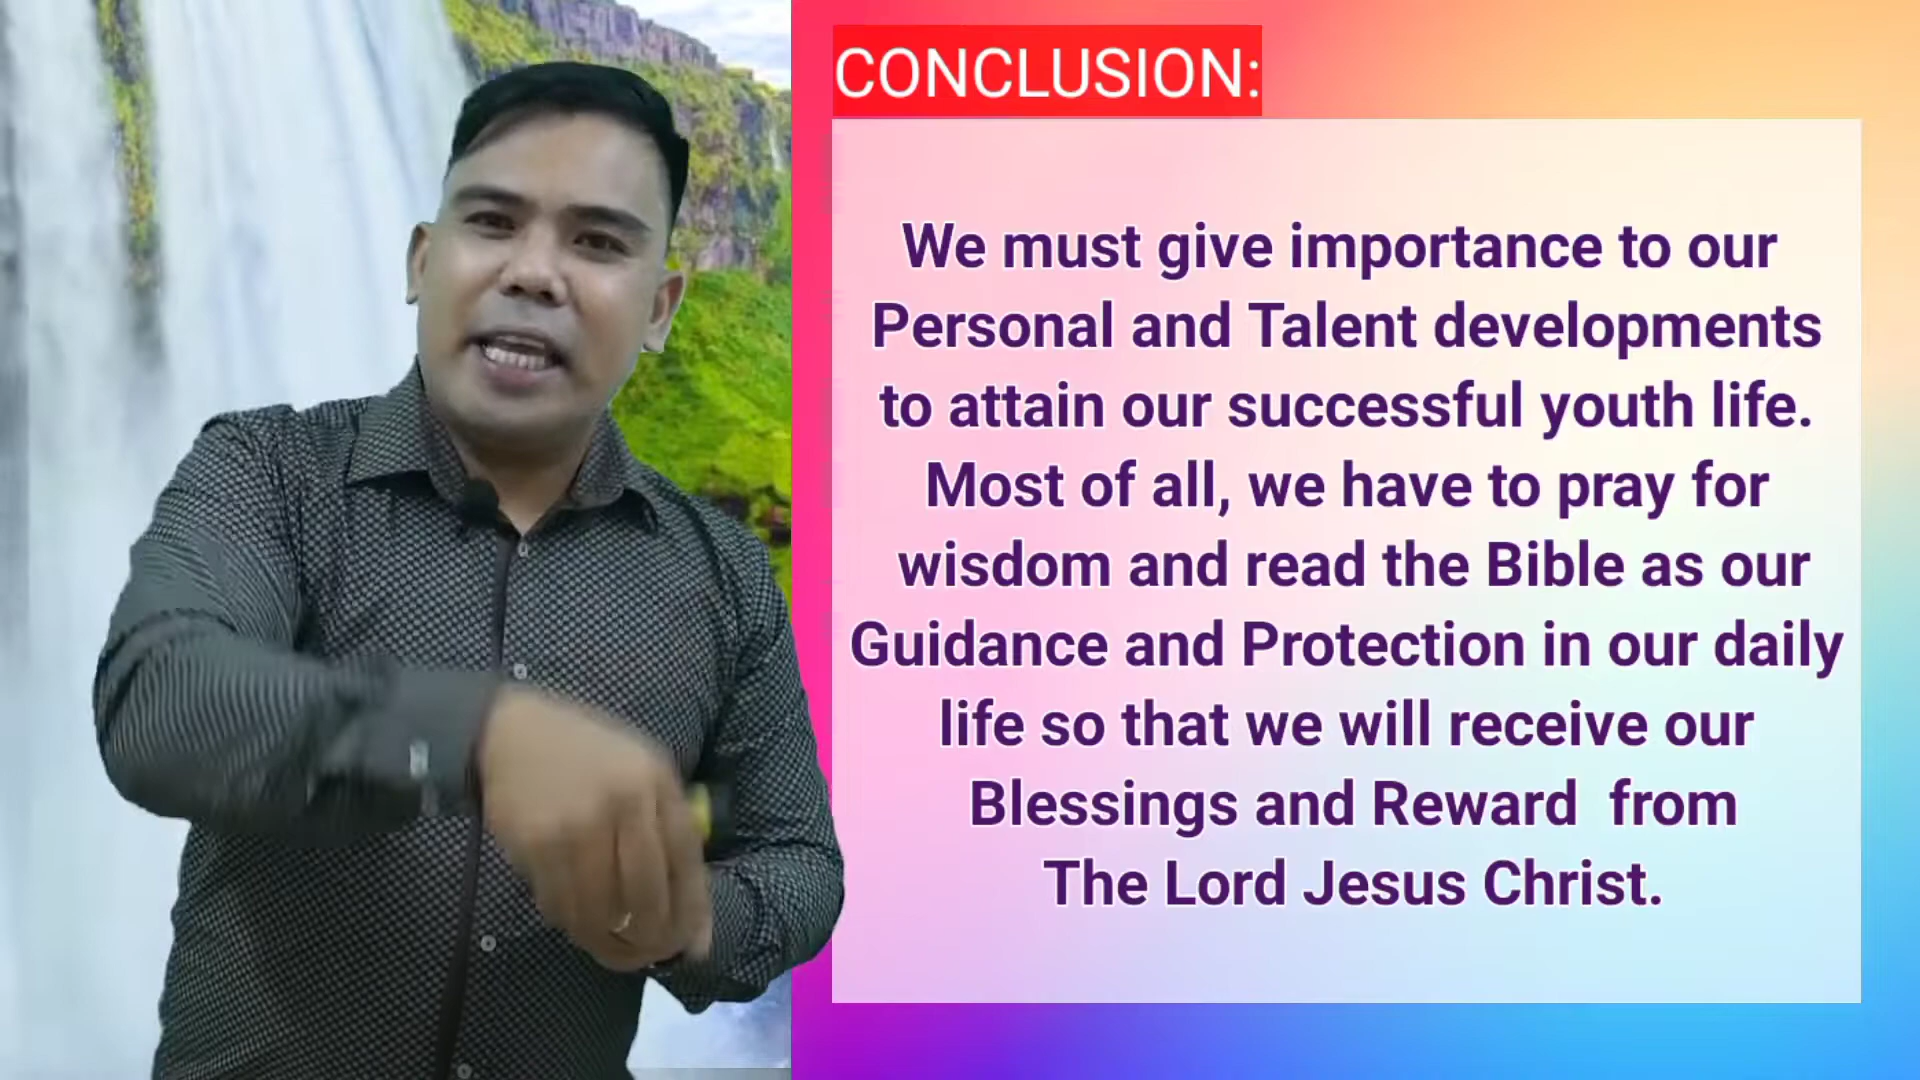 CONCLUSION:
We must give importance to our
Personal and Talent developments
to attain our successful youth life.
Most of all, we have to pray for
wisdom and read the Bible as our
Guidance and Protection in our daily
life so that we will receive our
Blessings and Reward from
The Lord Jesus Christ.